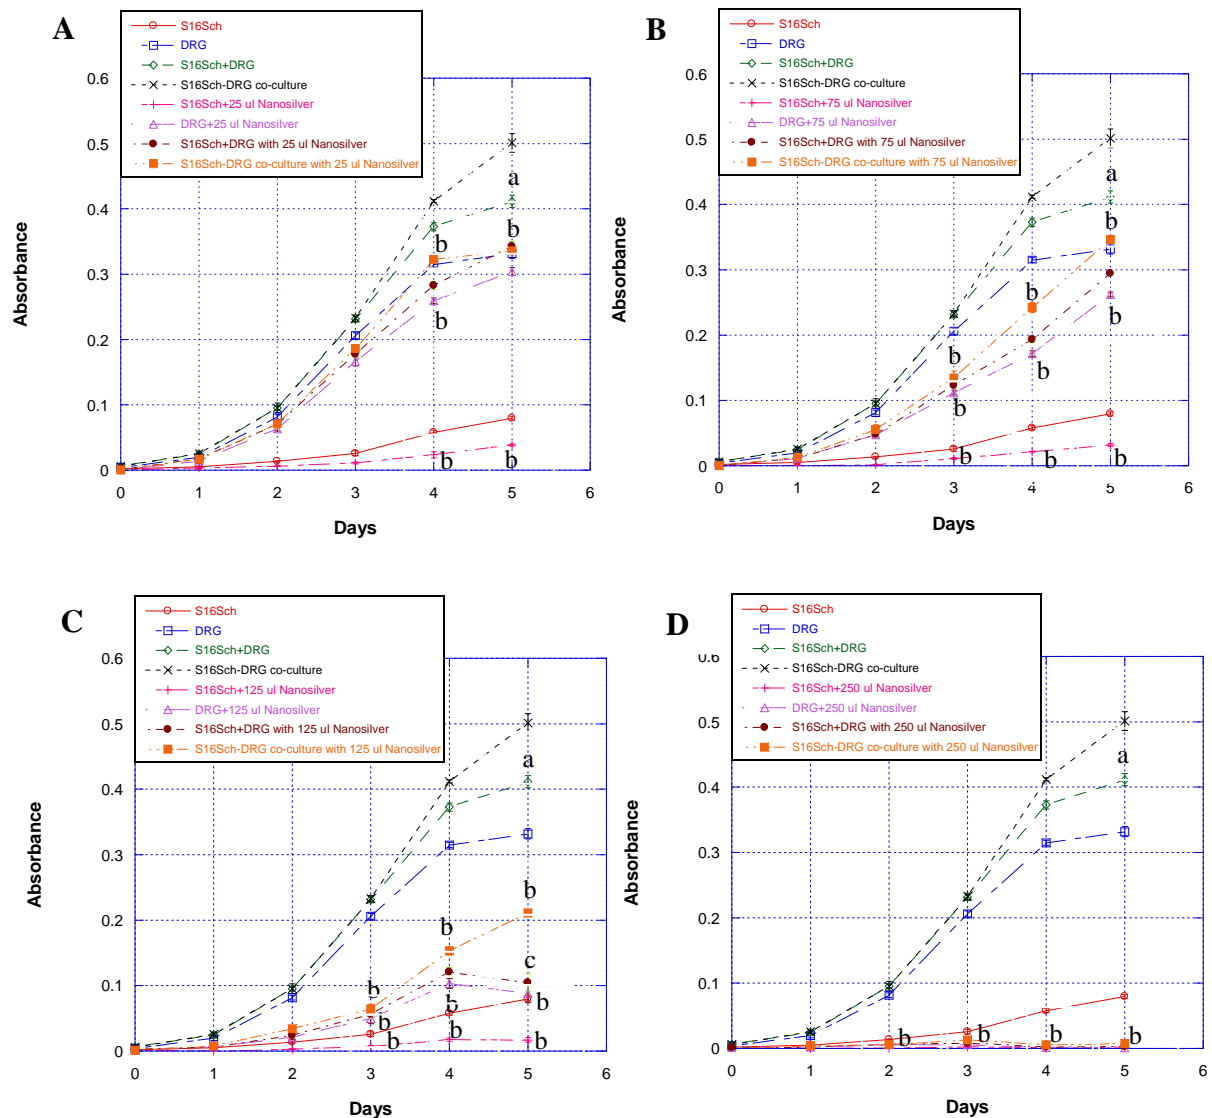 A
S16Sch
DRG
S16Sch+DRG
S16Sch-DRG co-culture
S16Sch+25 ul Nanosilver
DRG+25 ul Nanosilver
S16Sch+DRG with 25 ul Nanosilver
S16Sch-DRG co-culture with 25 ul Nanosilver
0.6
0.5
0.4
0.3
0.2
0.1
0
Absorbance
a
b
b
b
b
b
0 1 2 3 4 5 6
Days
B
S16Sch
DRG
S16Sch+DRG
S16Sch-DRG co-culture
S16Sch+75 ul Nanosilver
DRG+75 ul Nanosilver
S16Sch+DRG with 75 ul Nanosilver
S16Sch-DRG co-culture with 75 ul Nanosilver
0.6
0.5
0.4
0.3
0.2
0.1
0
Absorbance
a
b
b
b
b
b
b
b
b
b
0 1 2 3 4 5 6
Days
C
S16Sch
DRG
S16Sch+DRG
S16Sch-DRG co-culture
S16Sch+125 ul Nanosilver
DRG+125 ul Nanosilver
S16Sch+DRG with 125 ul Nanosilver
S16Sch-DRG co-culture with 125 ul Nanosilver
0.6
0.5
0.4
0.3
0.2
0.1
0
Absorbance
a
b
b
c
b
b
b
b
b
b
b
0 1 2 3 4 5 6
Days
D
S16Sch
DRG
S16Sch+DRG
S16Sch-DRG co-culture
S16Sch+250 ul Nanosilver
DRG+250 ul Nanosilver
S16Sch+DRG with 250 ul Nanosilver
S16Sch-DRG co-culture with 250 ul Nanosilver
0.6
0.5
0.4
0.3
0.2
0.1
0
Absorbance
a
b b b b
0 1 2 3 4 5 6
Days